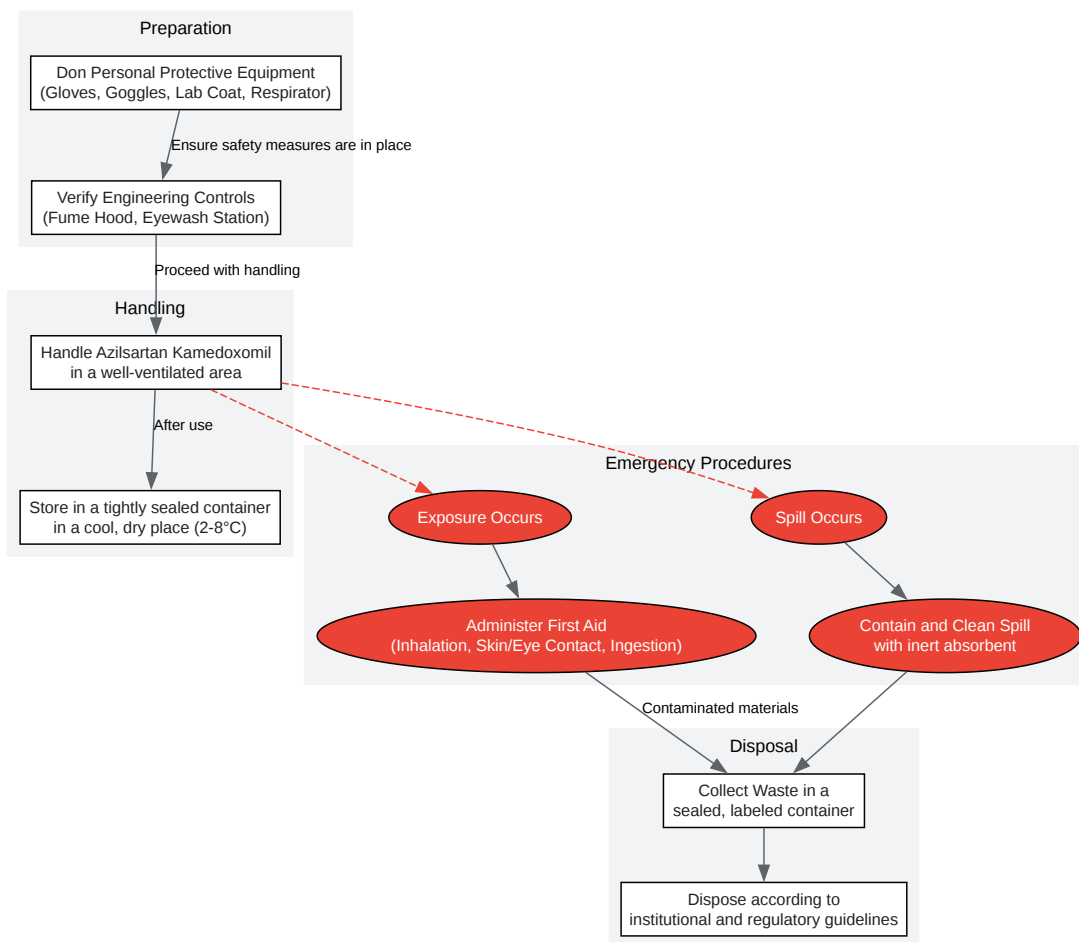 Preparation
Don Personal Protective Equipment
(Gloves, Goggles, Lab Coat, Respirator)
Ensure safety measures are in place
Verify Engineering Controls
(Fume Hood, Eyewash Station)
Proceed with handling
Handling
Handle Azilsartan Kamedoxomil
in a well-ventilated area
After use
Store in a tightly sealed container
in a cool, dry place (2-8°C)
Emergency Procedures
Exposure Occurs
Spill Occurs
Administer First Aid
(Inhalation, Skin/Eye Contact, Ingestion)
Contain and Clean Spill
with inert absorbent
Contaminated materials
Disposal
Collect Waste in a
sealed, labeled container
Dispose according to
institutional and regulatory guidelines